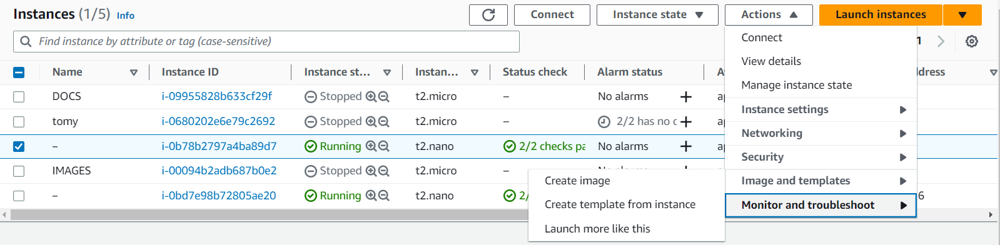 Instances (1/5) Info Connect Instance state Actions Launch instances
Find instance by attribute or tag (case-sensitive) 1
Connect
View details
Manage instance state
Instance settings
Networking
Security
Image and templates
Monitor and troubleshoot
Name Instance ID Instance st... Instan... Status check Alarm status
DOCS i-09955828b633cf29f Stopped t2.micro – No alarms +
tomy i-0680202e6e79c2692 Stopped t2.micro – 2/2 has no +
– i-0b78b2797a4ba89d7 Running t2.nano 2/2 checks pa No alarms +
IMAGES i-00094b2adb687b0e2 Stopped t2.micro –
– i-0bd7e98b72805ae20 Running t2.nano 2/ 6
Create image
Create template from instance
Launch more like this